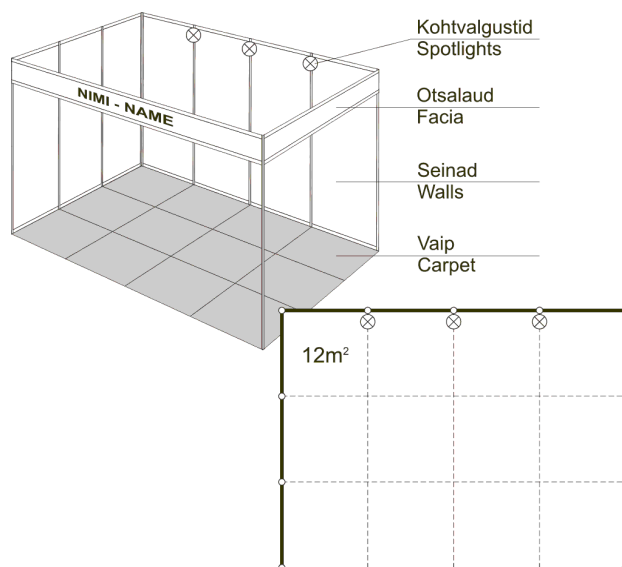 Kohtvalgustid
Spotlights
Otsalaud
Facia
NIMI - NAME
Seinad
Walls
Vaip
Carpet
12m²